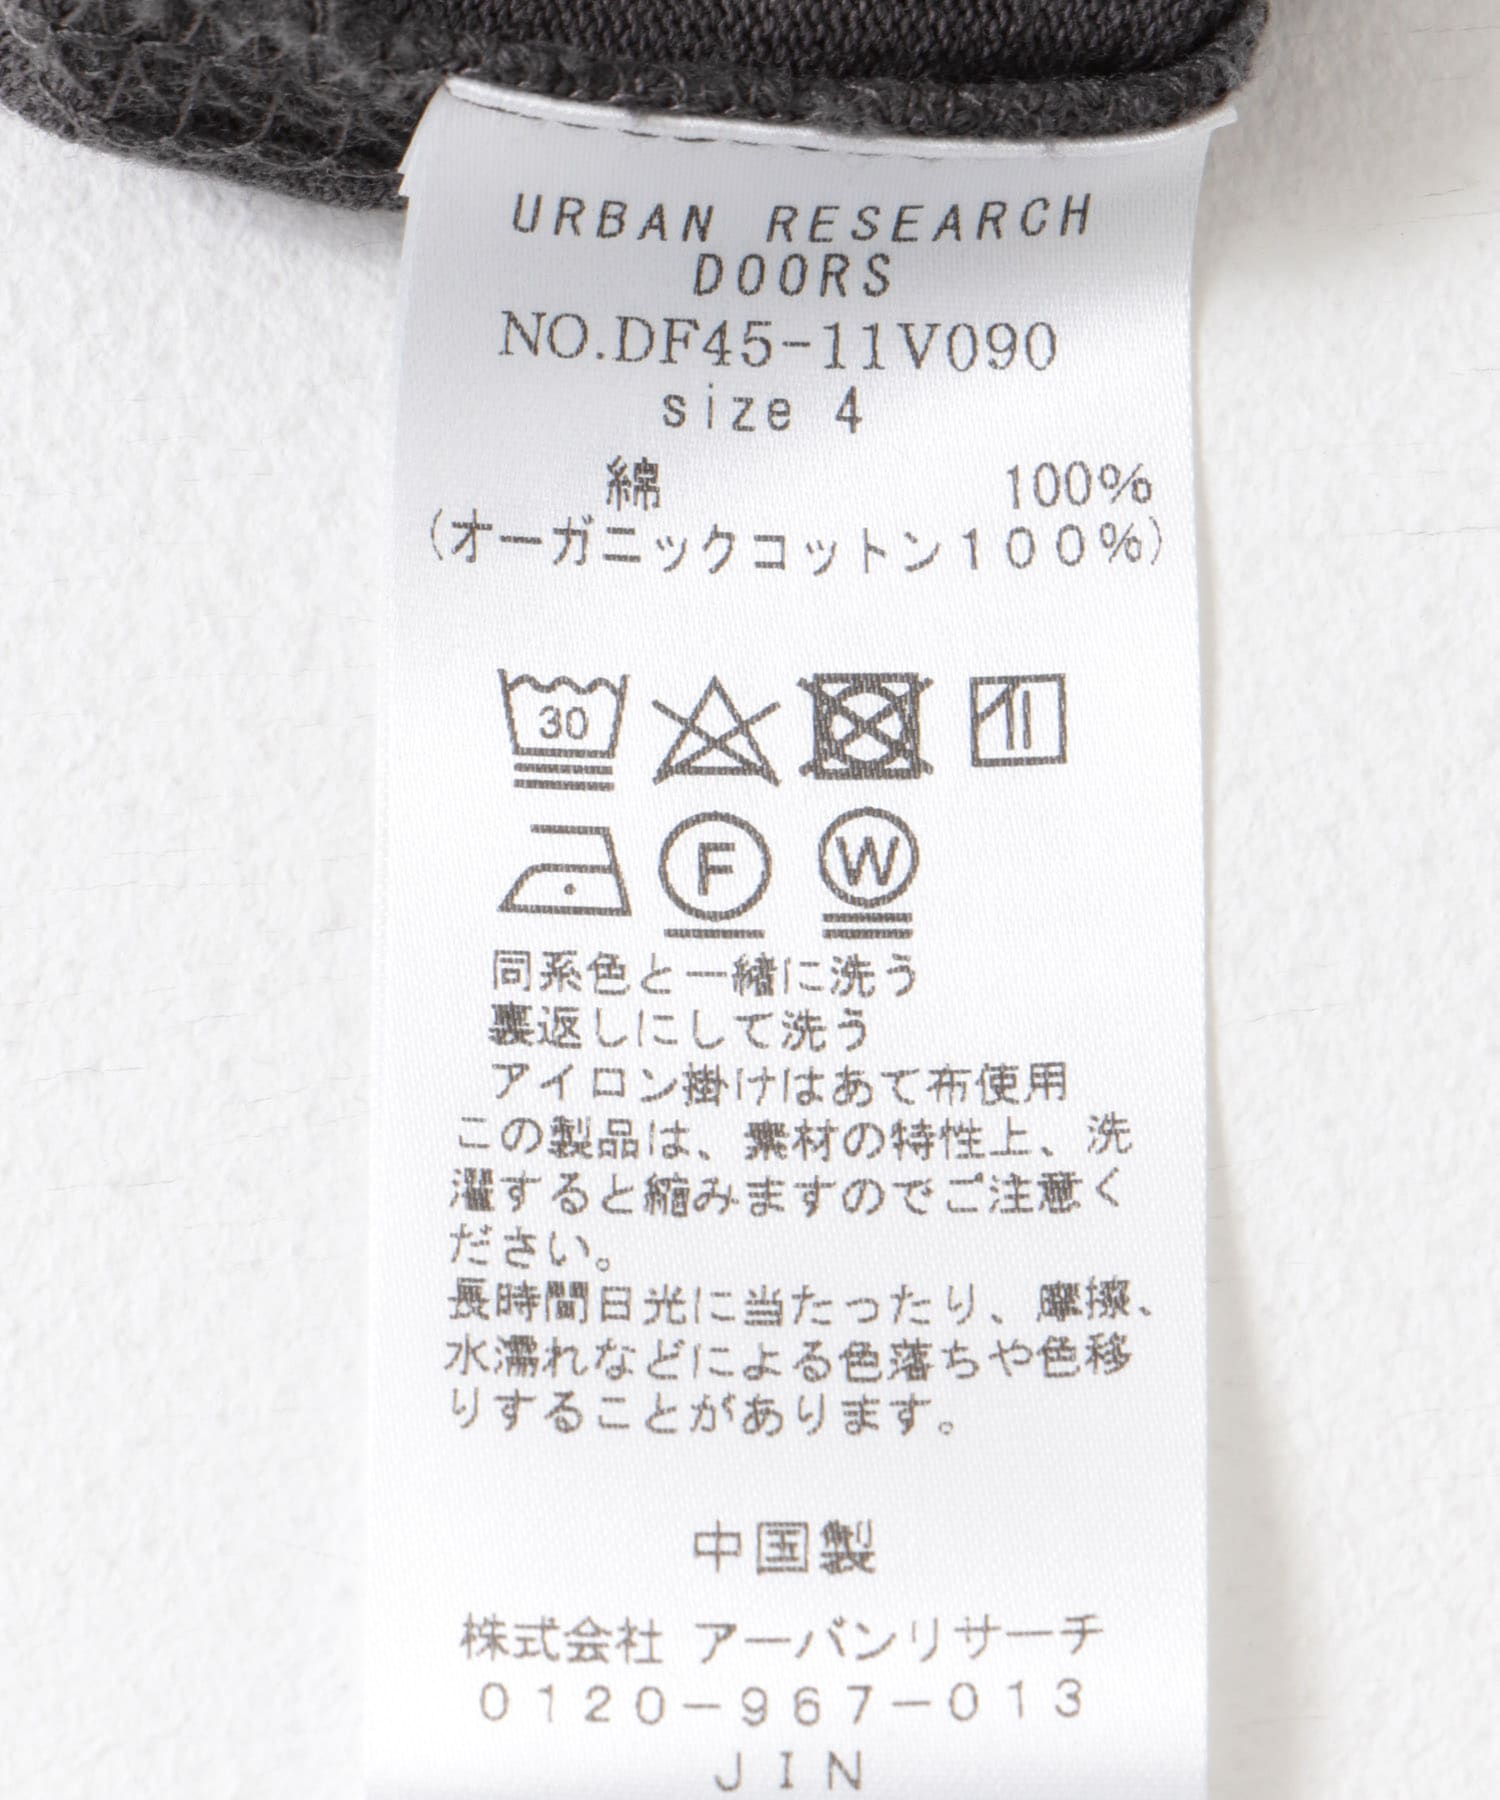 URBAN RESEARCH
DOORS
NO.DF45-11V090
size 4
綿 100%
(オーガニックコットン100%)
30
F W
同系色と一緒に洗う
裏返しにして洗う
アイロン掛けはあて布使用
この製品は、素材の特性上、洗
濯すると縮みますのでご注意く
ださい。
長時間日光に当たったり、摩擦、
水濡れなどによる色落ちや色移
りすることがあります。
中国製
株式会社 アーバンリサーチ
0120-967-013
JIN